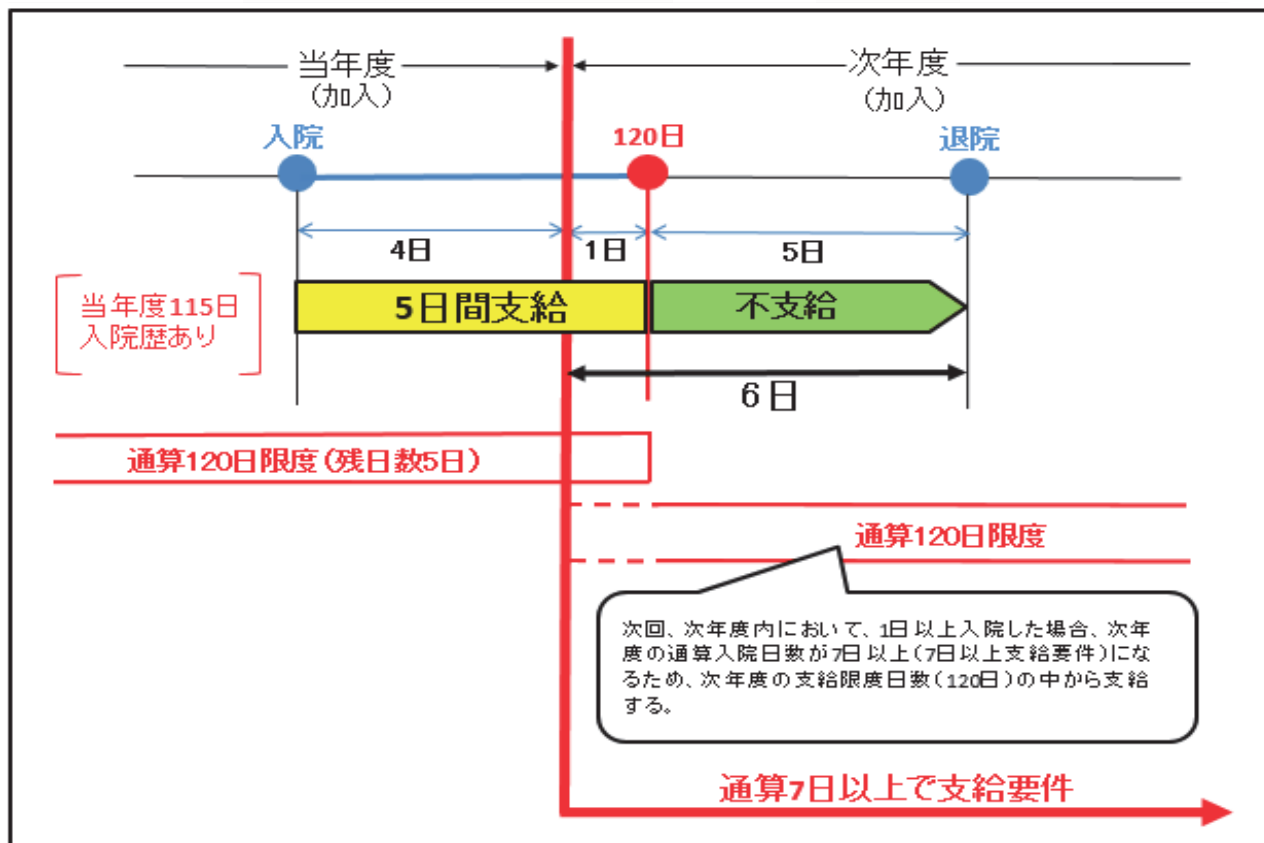 当年度
(加入)
次年度
(加入)
入院
120日
退院
4日
1日
5日
当年度115日
入院歴あり
5日間支給
不支給
6日
通算120日限度(残日数5日)
通算120日限度
次回、次年度内において、1日以上入院した場合、次年
度の通算入院日数が7日以上(7日以上支給要件)にな
るため、次年度の支給限度日数(120日)の中から支給
する。
通算7日以上で支給要件